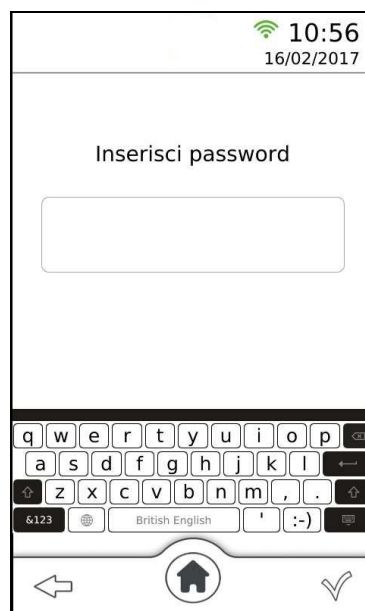 10:56
16/02/2017
Inserisci password
q w e r t y u i o p
a s d f g h j k l
z x c v b n m , .
&123 British English ' :-)